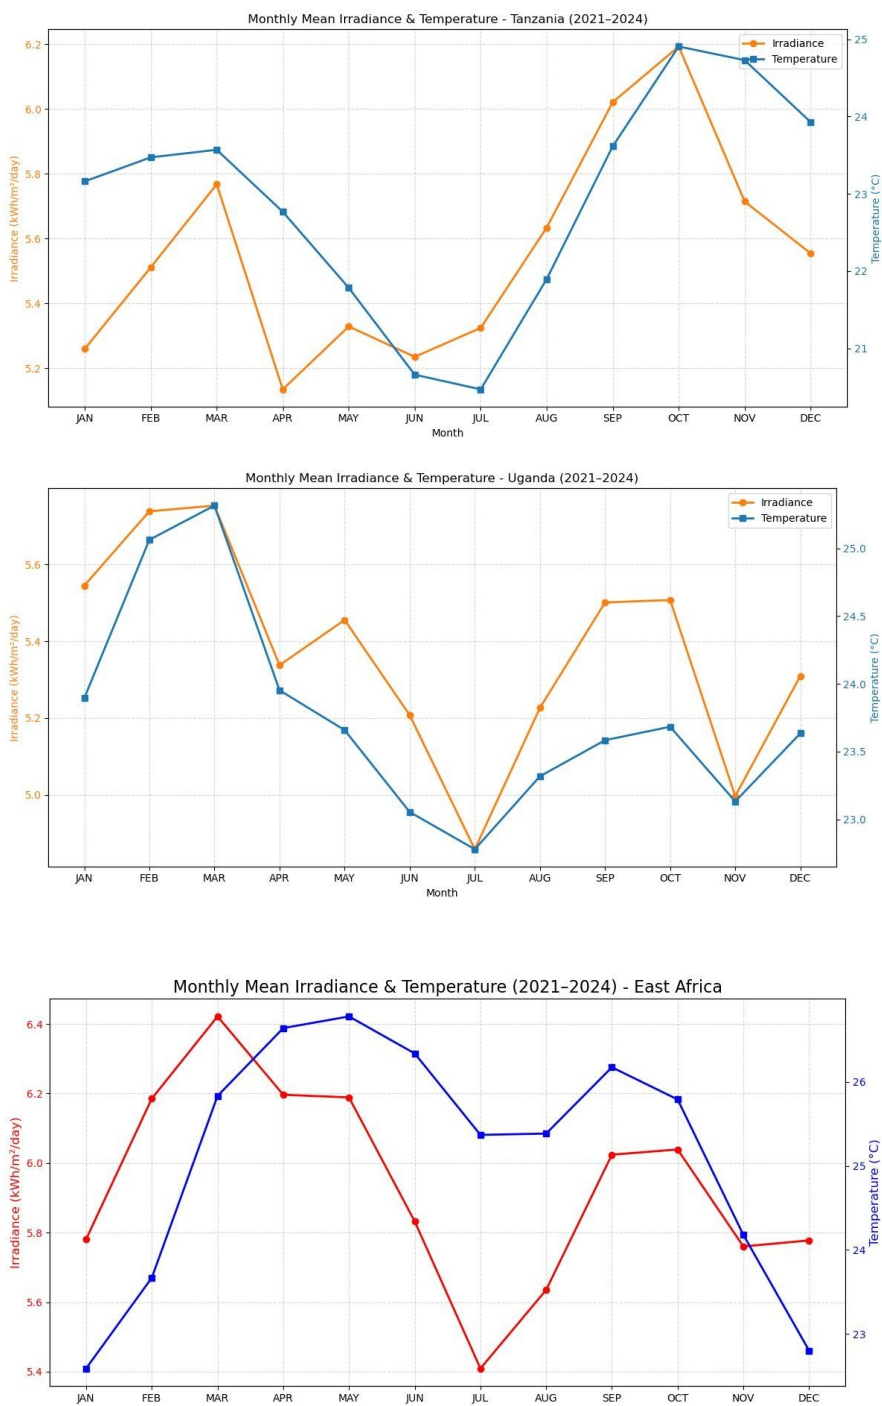 Monthly Mean Irradiance & Temperature - Tanzania (2021–2024)
Irradiance
Temperature
6.2
6.0
5.8
5.6
5.4
5.2
Irradiance (kWh/m²/day)
25
24
23
22
21
Temperature (°C)
JAN FEB MAR APR MAY JUN JUL AUG SEP OCT NOV DEC
Month
Monthly Mean Irradiance & Temperature - Uganda (2021–2024)
Irradiance
Temperature
5.6
5.4
5.2
5.0
Irradiance (kWh/m²/day)
25.0
24.5
24.0
23.5
23.0
Temperature (°C)
JAN FEB MAR APR MAY JUN JUL AUG SEP OCT NOV DEC
Month
Monthly Mean Irradiance & Temperature (2021–2024) - East Africa
6.4
6.2
6.0
5.8
5.6
5.4
Irradiance (kWh/m²/day)
26
25
24
23
Temperature (°C)
JAN FEB MAR APR MAY JUN JUL AUG SEP OCT NOV DEC